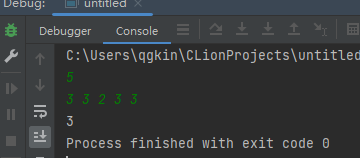 Debug: untitled
Debugger Console
C:\Users\qgkin\CLionProjects\untitled
5
3 3 2 3 3
3
Process finished with exit code 0